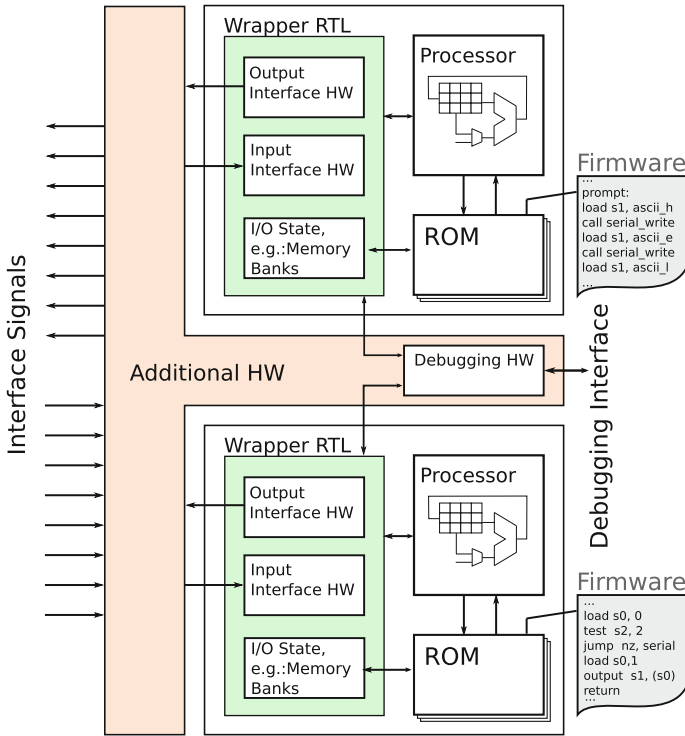 Wrapper RTL
Output
Interface HW
Input
Interface HW
I/O State,
e.g.:Memory
Banks
Processor
ROM
Firmware
...
prompt:
load s1, ascii_h
call serial_write
load s1, ascii_e
call serial_write
load s1, ascii_l
...
Interface Signals
Additional HW
Debugging HW
Debugging Interface
Wrapper RTL
Output
Interface HW
Input
Interface HW
I/O State,
e.g.:Memory
Banks
Processor
ROM
Firmware
...
load s0, 0
test s2, 2
jump nz, serial
load s0,1
output s1, (s0)
return
...